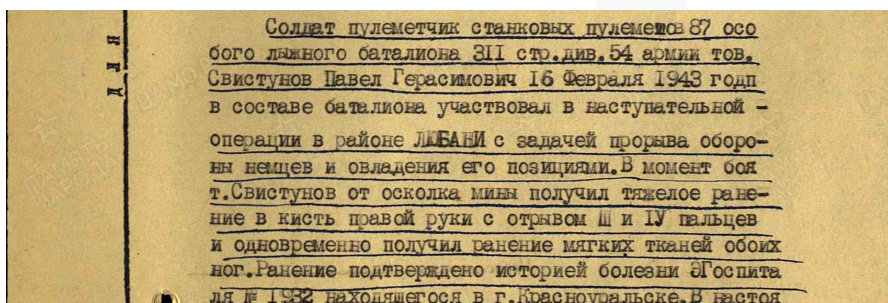 Солдат пулеметчик станковых пулеметов 87 осо
бого лыжного баталиона 311 стр.див.54 армии тов.
Свистунов Павел Герасимович 16 Февраля 1943 годп
в составе баталиона участвовал в наступательной -
операции в районе ЛЮБАНИ с задачей прорыва оборо-
ны немцев и овладения его позициями.В момент боя
т.Свистунов от осколка мины получил тяжелое ране-
ние в кисть правой руки с отрывом Ш и 1У пальцев
и одновременно получил ранение мягких тканей обоих
ног.Ранение подтверждено историей болезни ЭГоспита
ля № 1932 находящегося в г.Красноуральске.В настоя